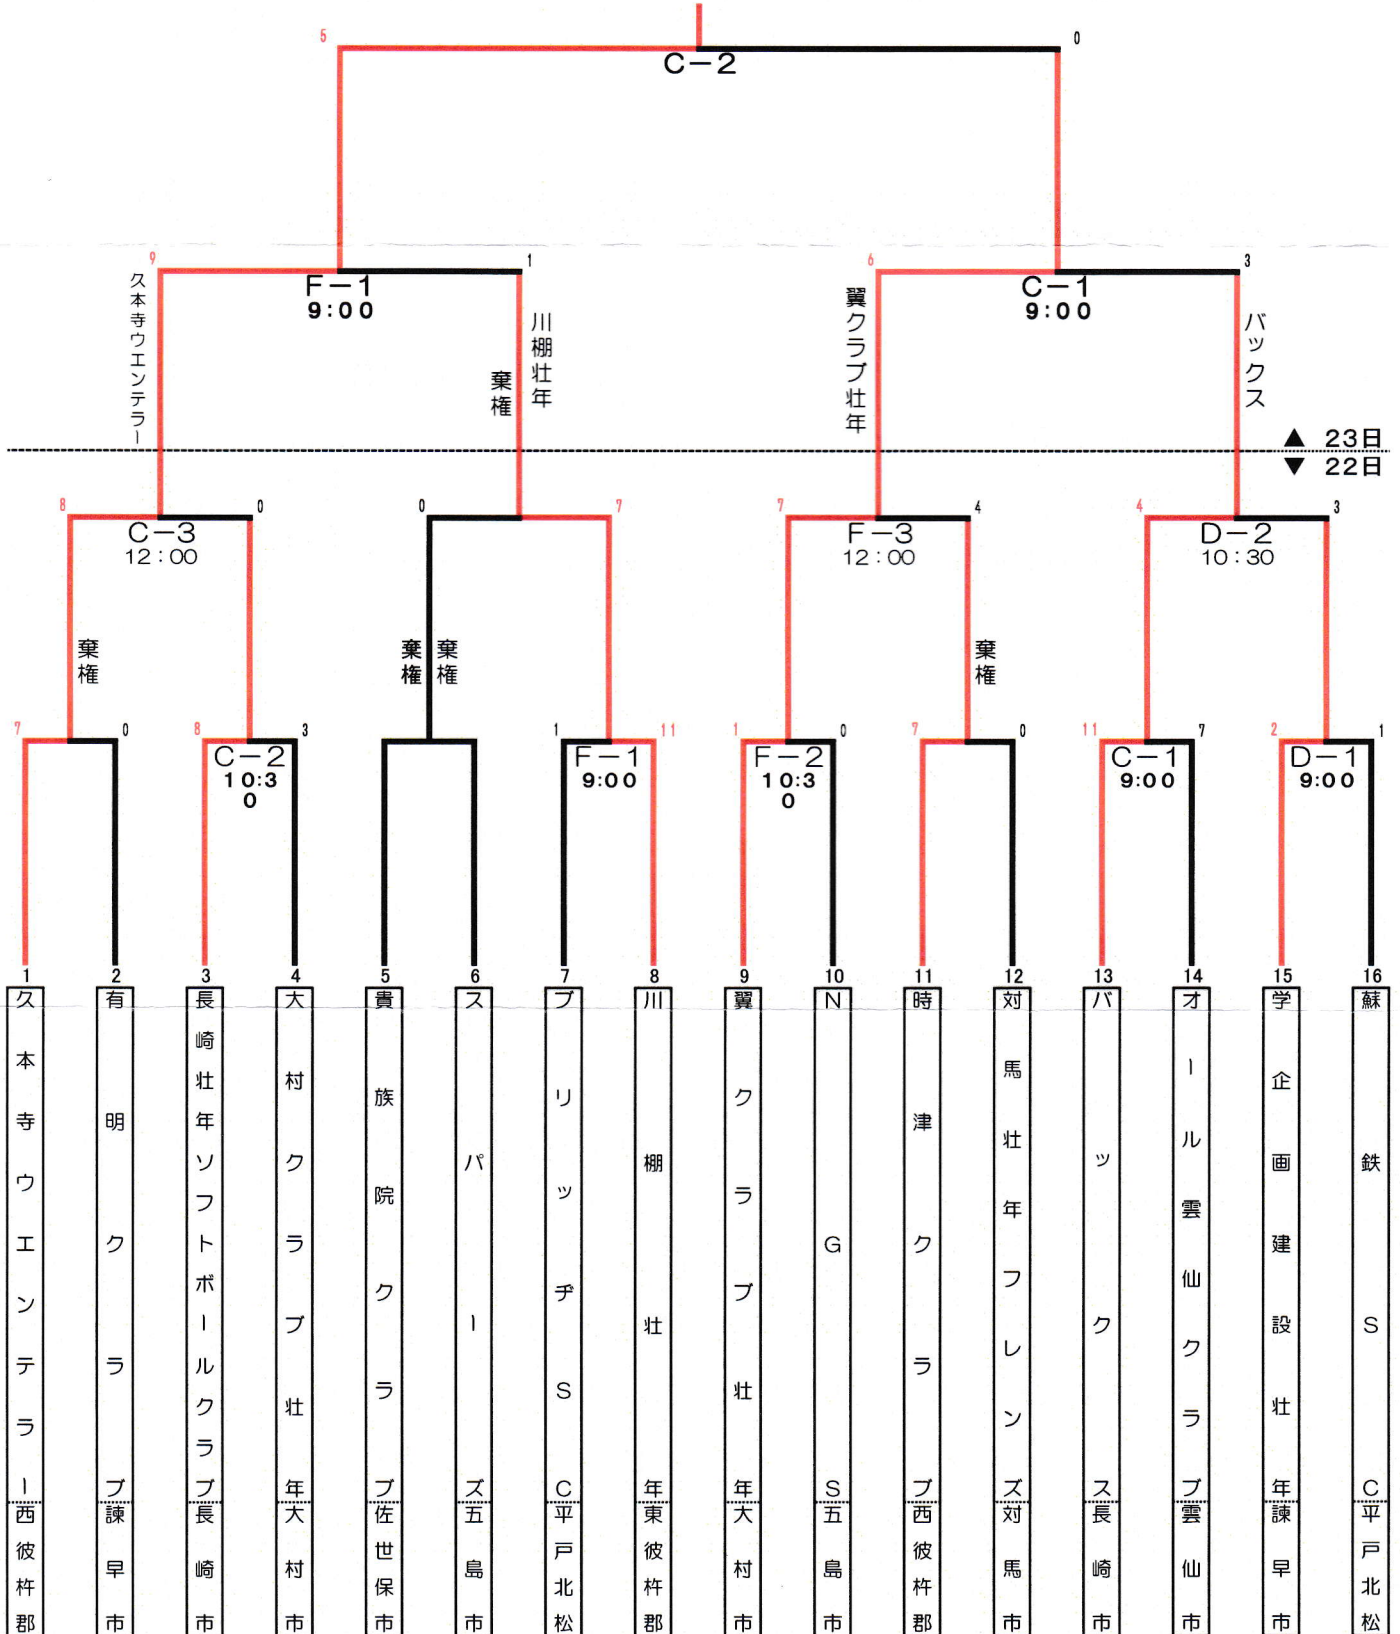 5
0
C-2
9
1
6
3
F-1
9:00
C-1
9:00
久本寺ウエンテラー
川棚壮年
棄権
翼クラブ壮年
バックス
▲ 23日
▼ 22日
8
0
0
7
7
4
4
3
C-3
12:00
F-3
12:00
D-2
10:30
棄権
棄権
棄権
棄権
7
0
8
3
1
11
1
0
7
0
11
7
2
1
C-2
10:3
0
F-1
9:00
F-2
10:3
0
C-1
9:00
D-1
9:00
1
久本寺ウエンテラー
西彼杵郡
2
有明クラブ
諫早市
3
長崎壮年ソフトボールクラブ
長崎市
4
大村クラブ壮年
大村市
5
貴族院クラブ
佐世保市
6
スパーズ
五島市
7
ブリッヂSC
平戸北松
8
川棚壮年
東彼杵郡
9
翼クラブ壮年
大村市
10
NGS
五島市
11
時津クラブ
西彼杵郡
12
対馬壮年フレンズ
対馬市
13
バックス
長崎市
14
オール雲仙クラブ
雲仙市
15
学企画建設壮年
諫早市
16
蘇鉄SC
平戸北松